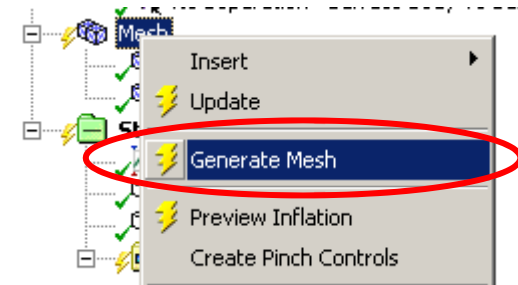 Mesh
Insert
Update
Generate Mesh
Preview Inflation
Create Pinch Controls